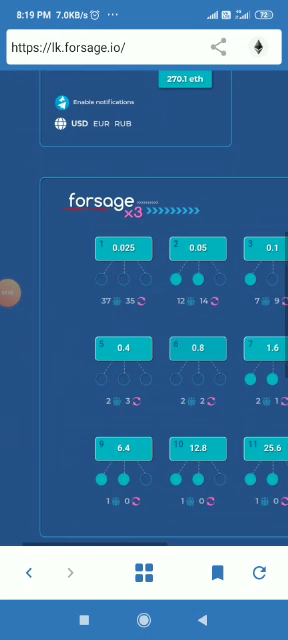 8:19 PM 7.0KB/s ... 72
https://lk.forsage.io/
270.1 eth
Enable notifications
USD EUR RUB
forsage
x3
1 0.025 2 0.05 3 0.1
37 35 12 14 7 9
5 0.4 6 0.8 7 1.6
2 3 2 2 2 1
9 6.4 10 12.8 11 25.6
1 0 1 0 1 0